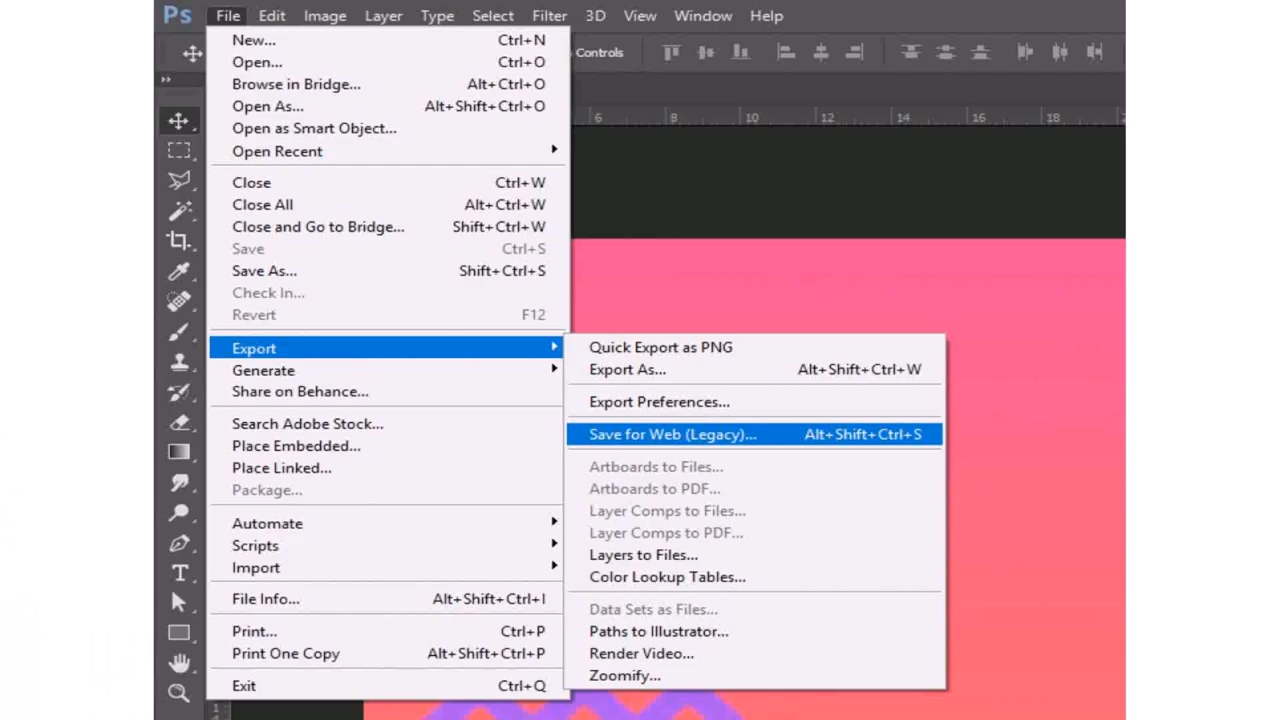 Ps File Edit Image Layer Type Select Filter 3D View Window Help
Controls
6 8 10 12 14 16 18
New... Ctrl+N
Open... Ctrl+O
Browse in Bridge... Alt+Ctrl+O
Open As... Alt+Shift+Ctrl+O
Open as Smart Object...
Open Recent
Close Ctrl+W
Close All Alt+Ctrl+W
Close and Go to Bridge... Shift+Ctrl+W
Save Ctrl+S
Save As... Shift+Ctrl+S
Check In...
Revert F12
Export
Generate
Share on Behance...
Search Adobe Stock...
Place Embedded...
Place Linked...
Package...
Automate
Scripts
Import
File Info... Alt+Shift+Ctrl+I
Print... Ctrl+P
Print One Copy Alt+Shift+Ctrl+P
Exit Ctrl+Q
Quick Export as PNG
Export As... Alt+Shift+Ctrl+W
Export Preferences...
Save for Web (Legacy)... Alt+Shift+Ctrl+S
Artboards to Files...
Artboards to PDF...
Layer Comps to Files...
Layer Comps to PDF...
Layers to Files...
Color Lookup Tables...
Data Sets as Files...
Paths to Illustrator...
Render Video...
Zoomify...